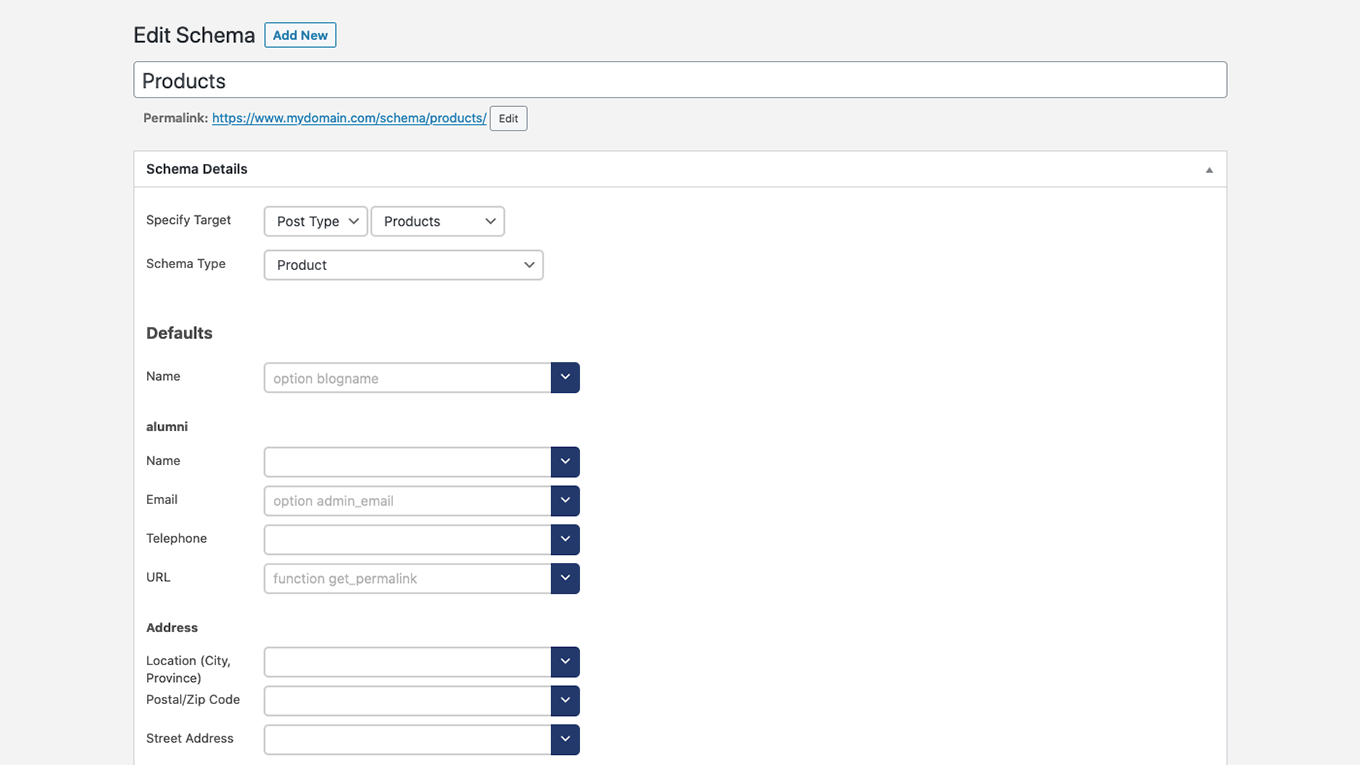 Edit Schema Add New
Products
Permalink: https://www.mydomain.com/schema/products/ Edit
Schema Details
Specify Target Post Type Products
Schema Type Product
Defaults
Name option blogname
alumni
Name
Email option admin_email
Telephone
URL function get_permalink
Address
Location (City,
Province)
Postal/Zip Code
Street Address